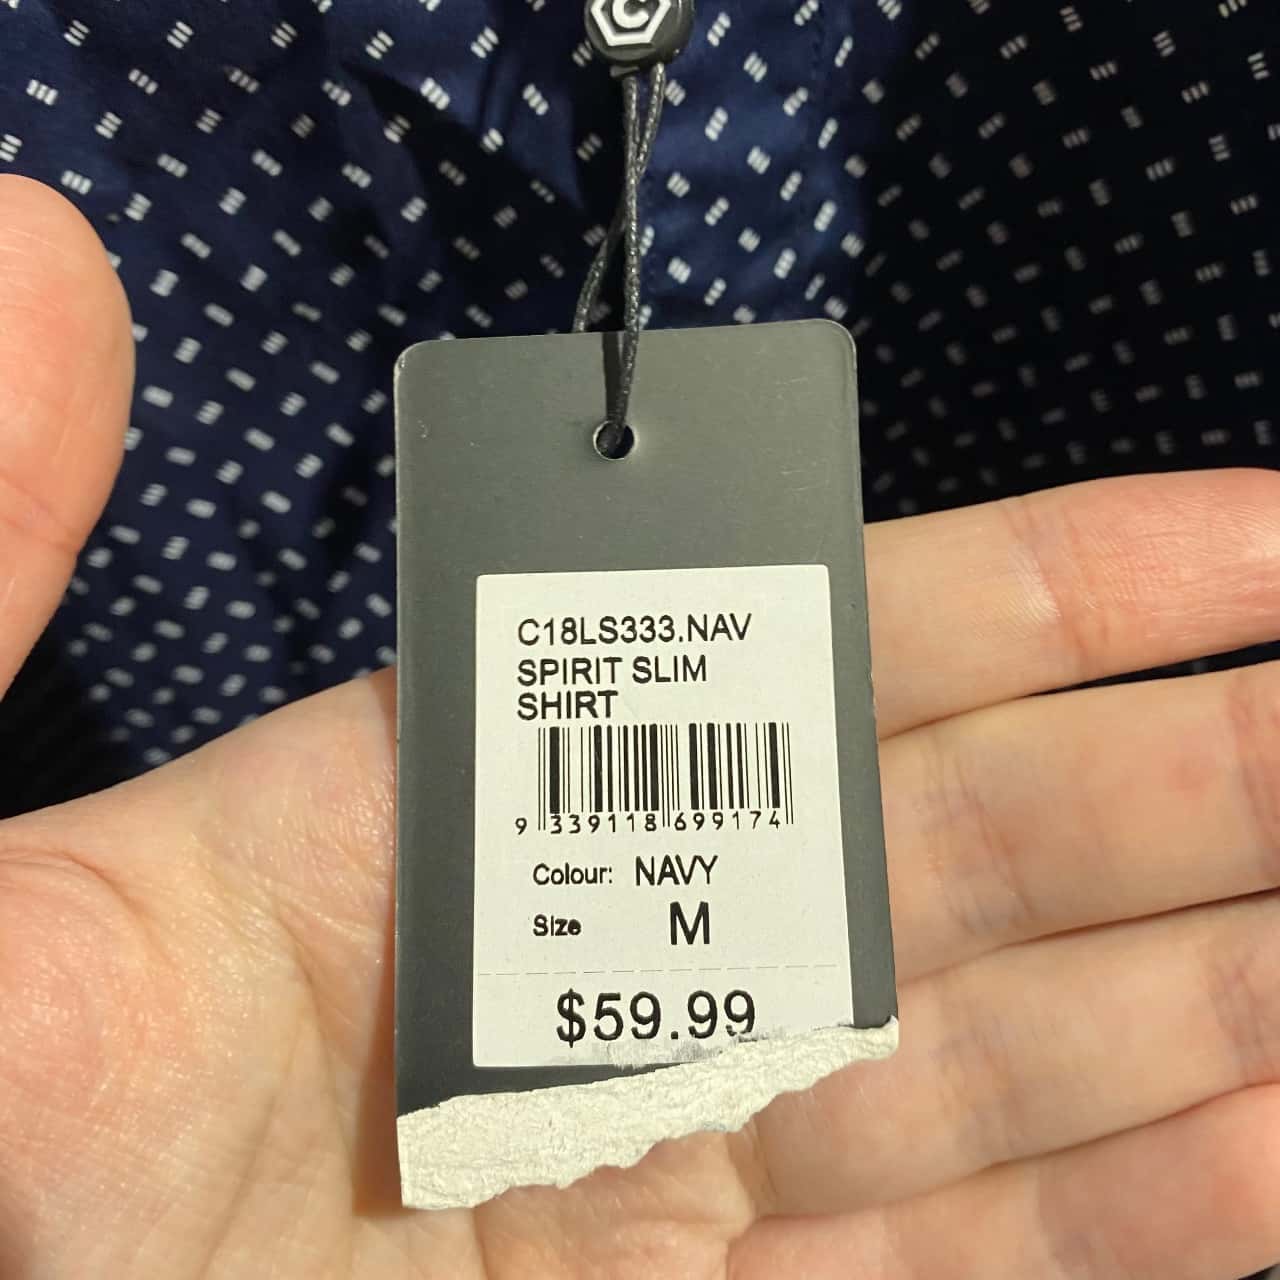 C
C18LS333.NAV
SPIRIT SLIM
SHIRT
9 339118 699174
Colour: NAVY
Size M
$59.99